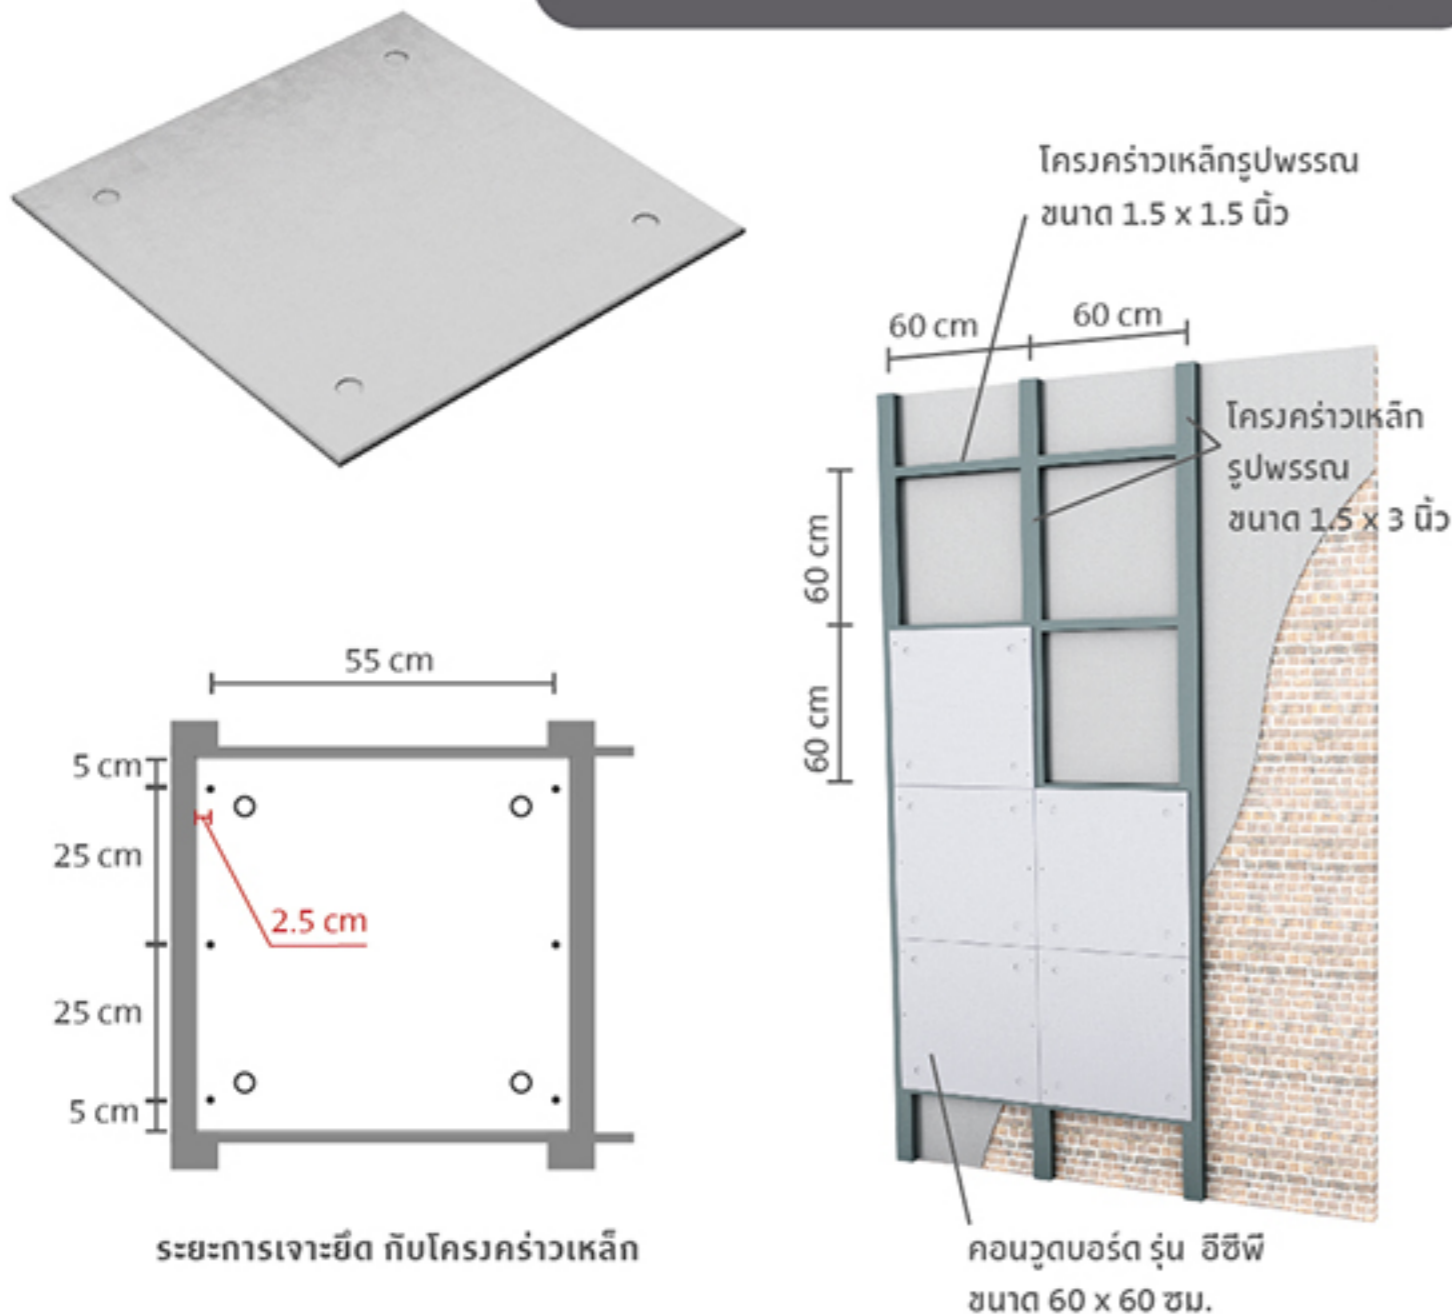 โครงคร่าวเหล็กรูปพรรณ
ขนาด 1.5 x 1.5 นิ้ว
60 cm
60 cm
โครงคร่าวเหล็ก
รูปพรรณ
ขนาด 1.5 x 3 นิ้ว
60 cm
60 cm
55 cm
5 cm
25 cm
2.5 cm
25 cm
5 cm
ระยะการเจาะยึด กับโครงคร่าวเหล็ก
คอนวูดบอร์ด รุ่น อีซีพี
ขนาด 60 x 60 ซม.